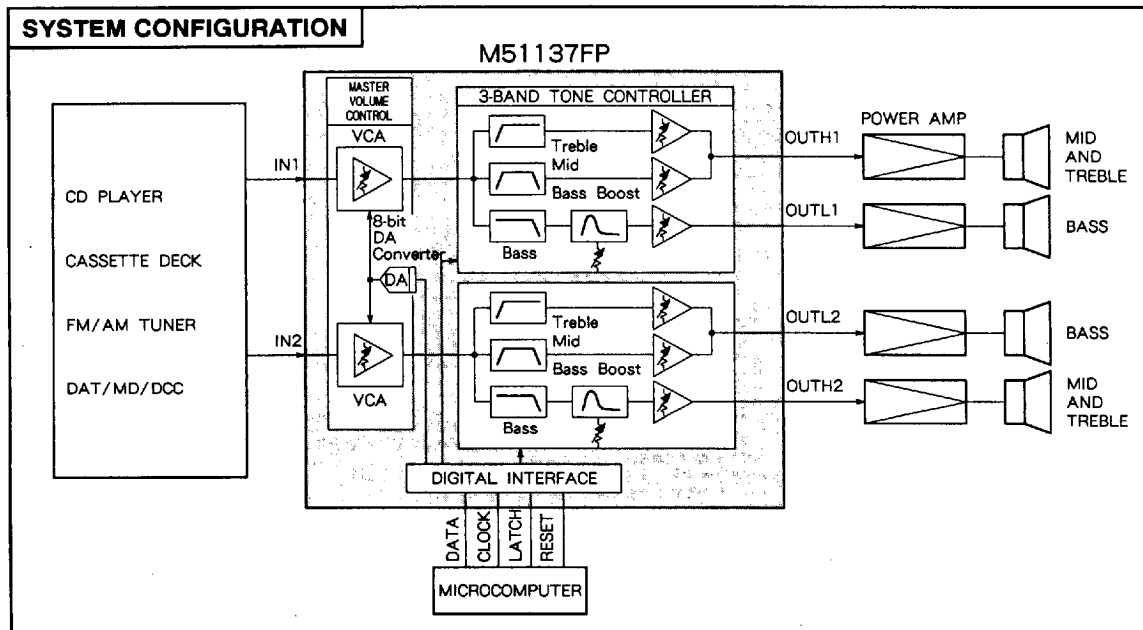 SYSTEM CONFIGURATION
M51137FP
MASTER
VOLUME
CONTROL
VCA
3-BAND TONE CONTROLLER
Treble
Mid
Bass Boost
Bass
CD PLAYER
CASSETTE DECK
FM/AM TUNER
DAT/MD/DCC
IN1
IN2
8-bit
DA
Converter
DA
VCA
Treble
Mid
Bass Boost
Bass
DIGITAL INTERFACE
DATA
CLOCK
LATCH
RESET
MICROCOMPUTER
OUTH1
OUTL1
OUTL2
OUTH2
POWER AMP
MID
AND
TREBLE
BASS
BASS
MID
AND
TREBLE